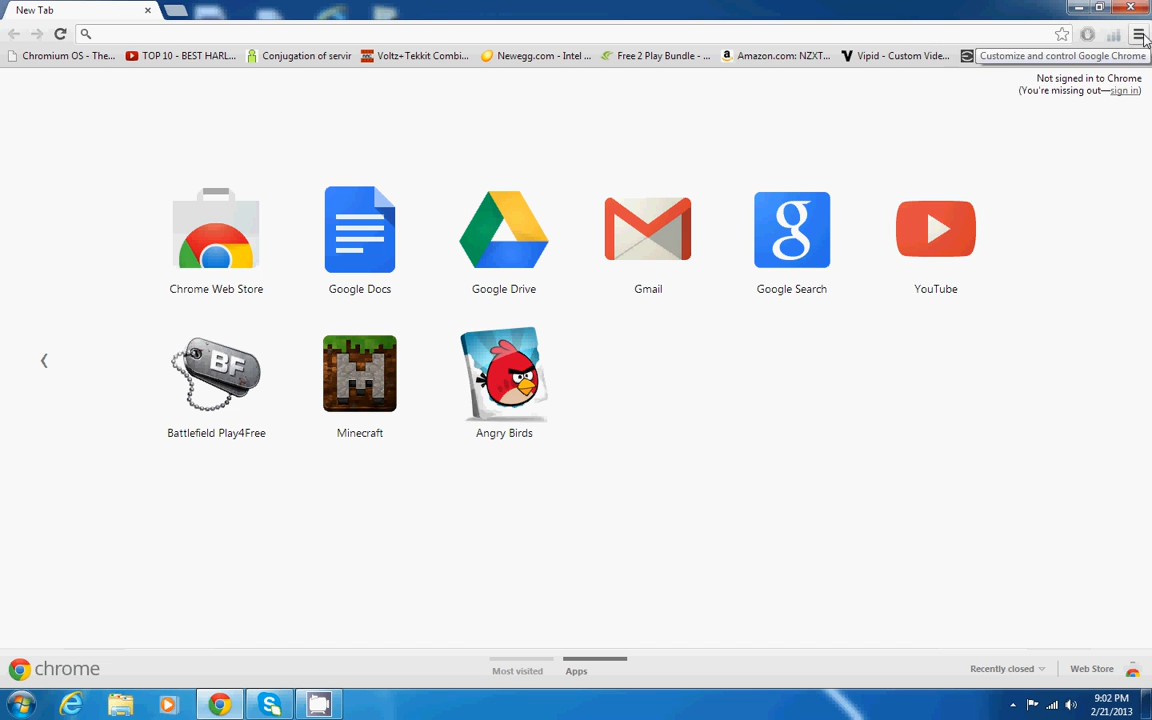 New Tab
Chromium OS - The...
TOP 10 - BEST HARL...
Conjugation of servir
Voltz+Tekkit Combi...
Newegg.com - Intel ...
Free 2 Play Bundle - ...
Amazon.com: NZXT...
Vipid - Custom Vide...
Customize and control Google Chrome
Not signed in to Chrome
(You're missing out—sign in)
Chrome Web Store
Google Docs
Google Drive
Gmail
Google Search
YouTube
BF
Battlefield Play4Free
Minecraft
Angry Birds
chrome
Most visited
Apps
Recently closed
Web Store
9:02 PM
2/21/2013